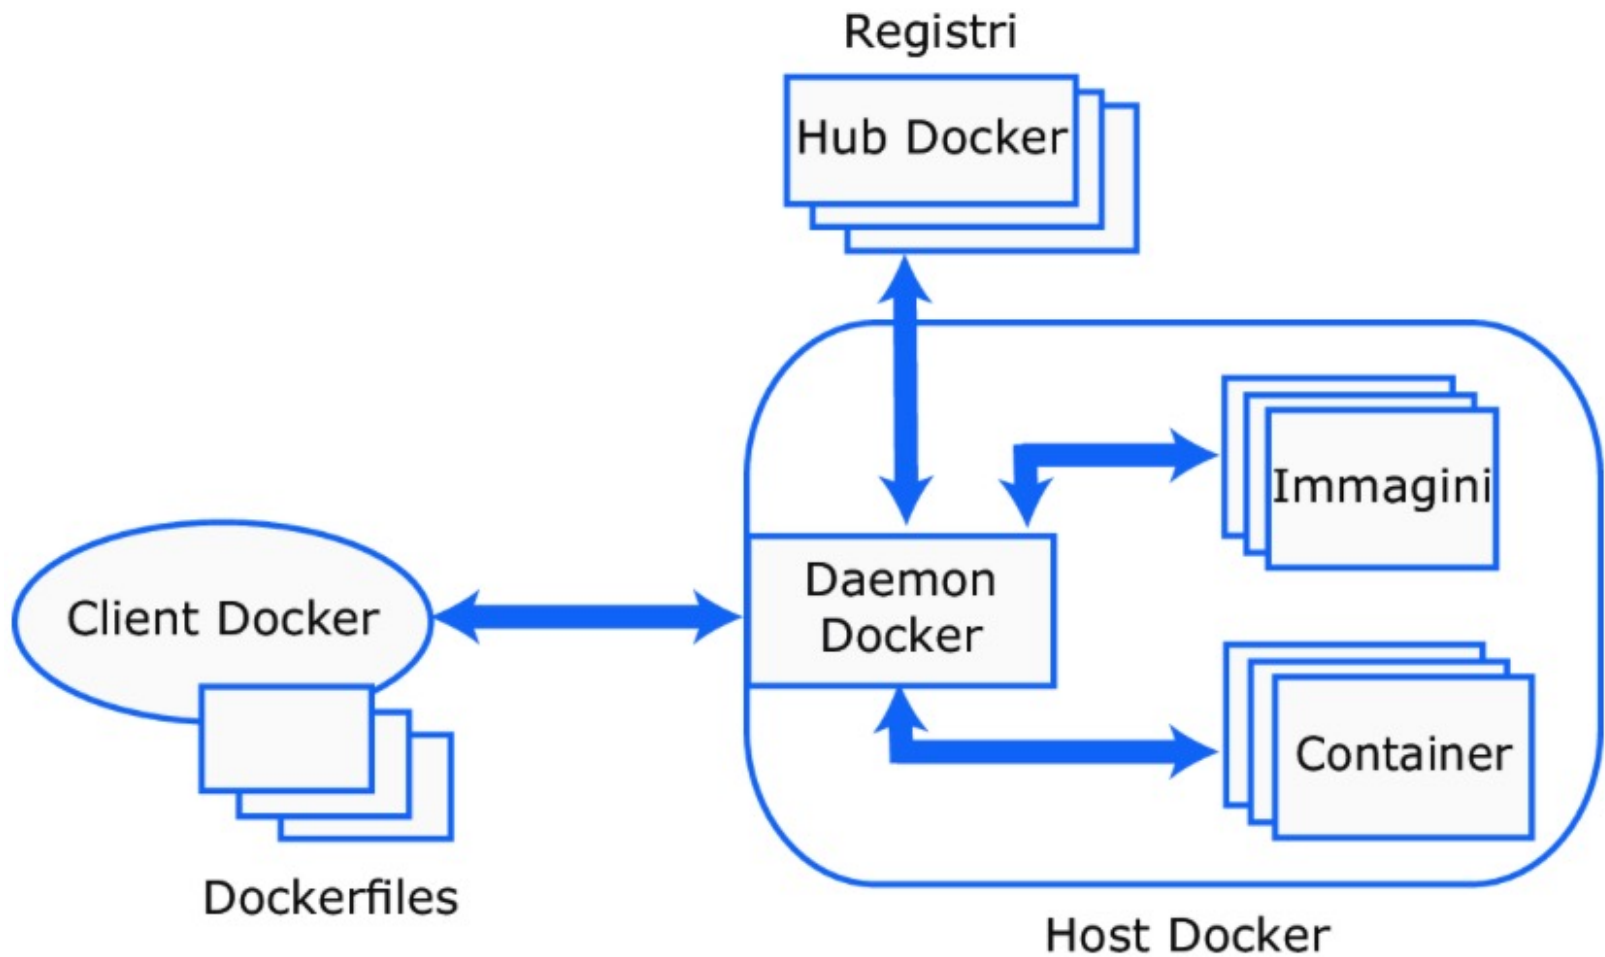 Registri
Hub Docker
Immagini
Daemon
Docker
Client Docker
Container
Dockerfiles
Host Docker